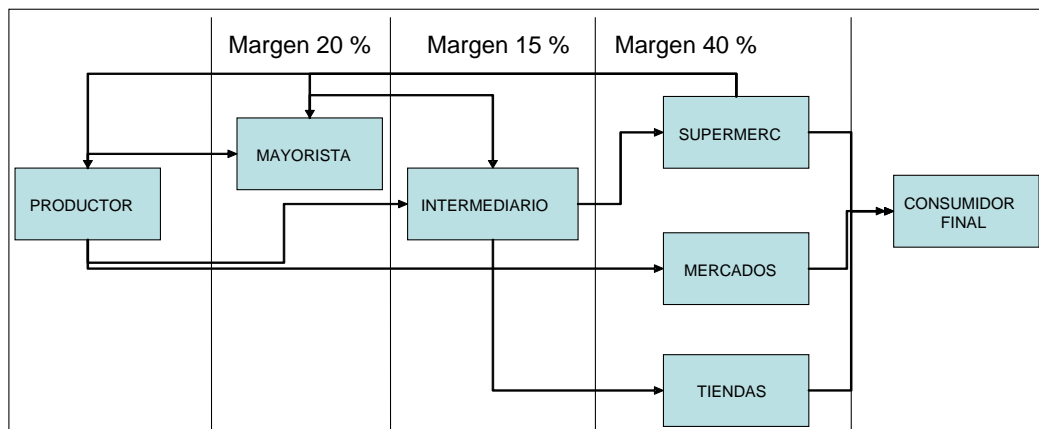 Margen 20 %
Margen 15 %
Margen 40 %
MAYORISTA
SUPERMERC
PRODUCTOR
INTERMEDIARIO
CONSUMIDOR
FINAL
MERCADOS
TIENDAS